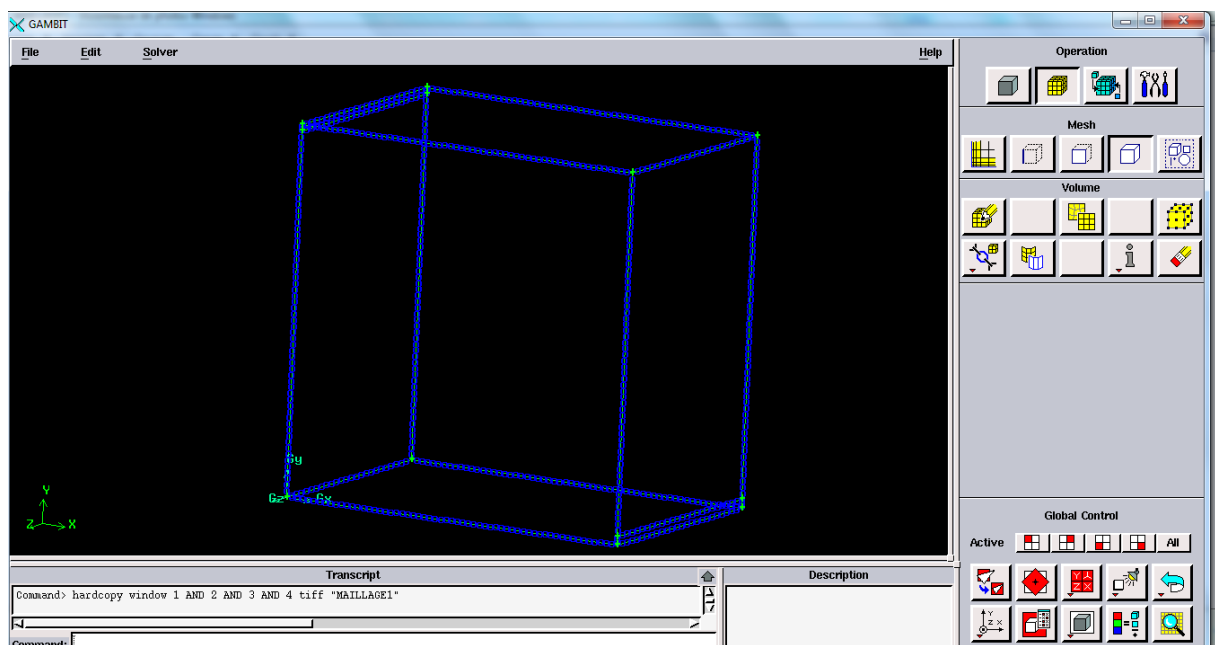 GAMBIT
File Edit Solver Help
Operation
Mesh
Volume
Gy
Gz Gx
Y
Z X
Global Control
Active All
Transcript
Description
Command> hardcopy window 1 AND 2 AND 3 AND 4 tiff "MAILLAGE1"
Command: